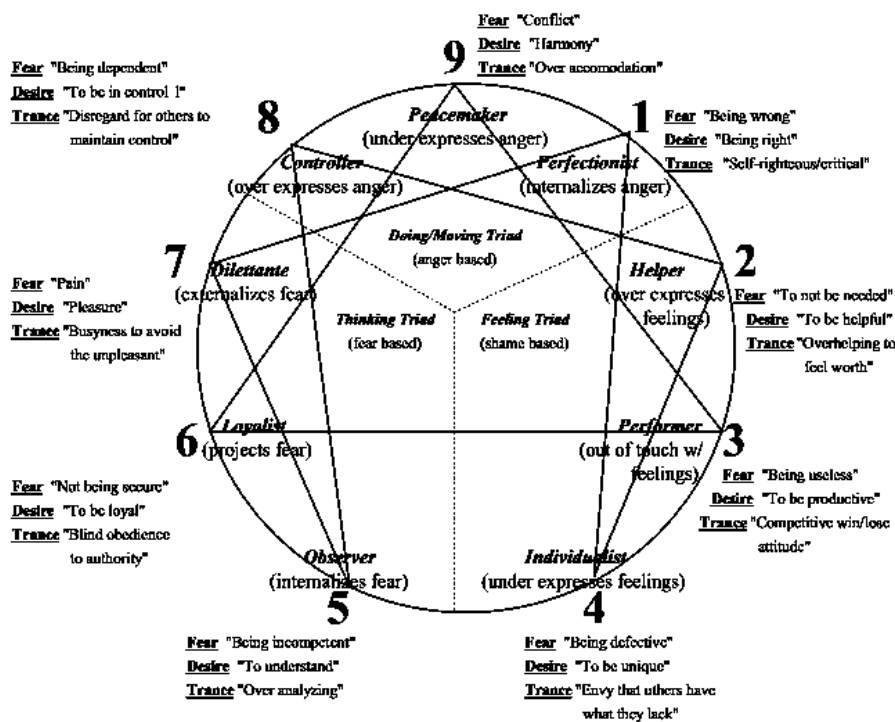 Fear "Conflict"
Desire "Harmony"
Trance "Over accomodation"
9
Peacemaker
(under expresses anger)
Fear "Being dependent"
Desire "To be in control !"
Trance "Disregard for others to
maintain control"
8
Controller
(over expresses anger)
1
Perfectionist
(internalizes anger)
Fear "Being wrong"
Desire "Being right"
Trance "Self-righteous/critical"
Doing/Moving Triad
(anger based)
7
Dilettante
(externalizes fear)
Fear "Pain"
Desire "Pleasure"
Trance "Busyness to avoid
the unpleasant"
Thinking Triad
(fear based)
Feeling Triad
(shame based)
2
Helper
(over expresses
feelings)
Fear "To not be needed"
Desire "To be helpful"
Trance "Overhelping to
feel worth"
6
Loyalist
(projects fear)
Fear "Not being secure"
Desire "To be loyal"
Trance "Blind obedience
to authority"
3
Performer
(out of touch w/
feelings)
Fear "Being useless"
Desire "To be productive"
Trance "Competitive win/lose
attitude"
Observer
(internalizes fear)
5
Fear "Being incompetent"
Desire "To understand"
Trance "Over analyzing"
Individualist
(under expresses feelings)
4
Fear "Being defective"
Desire "To be unique"
Trance "Envy that others have
what they lack"